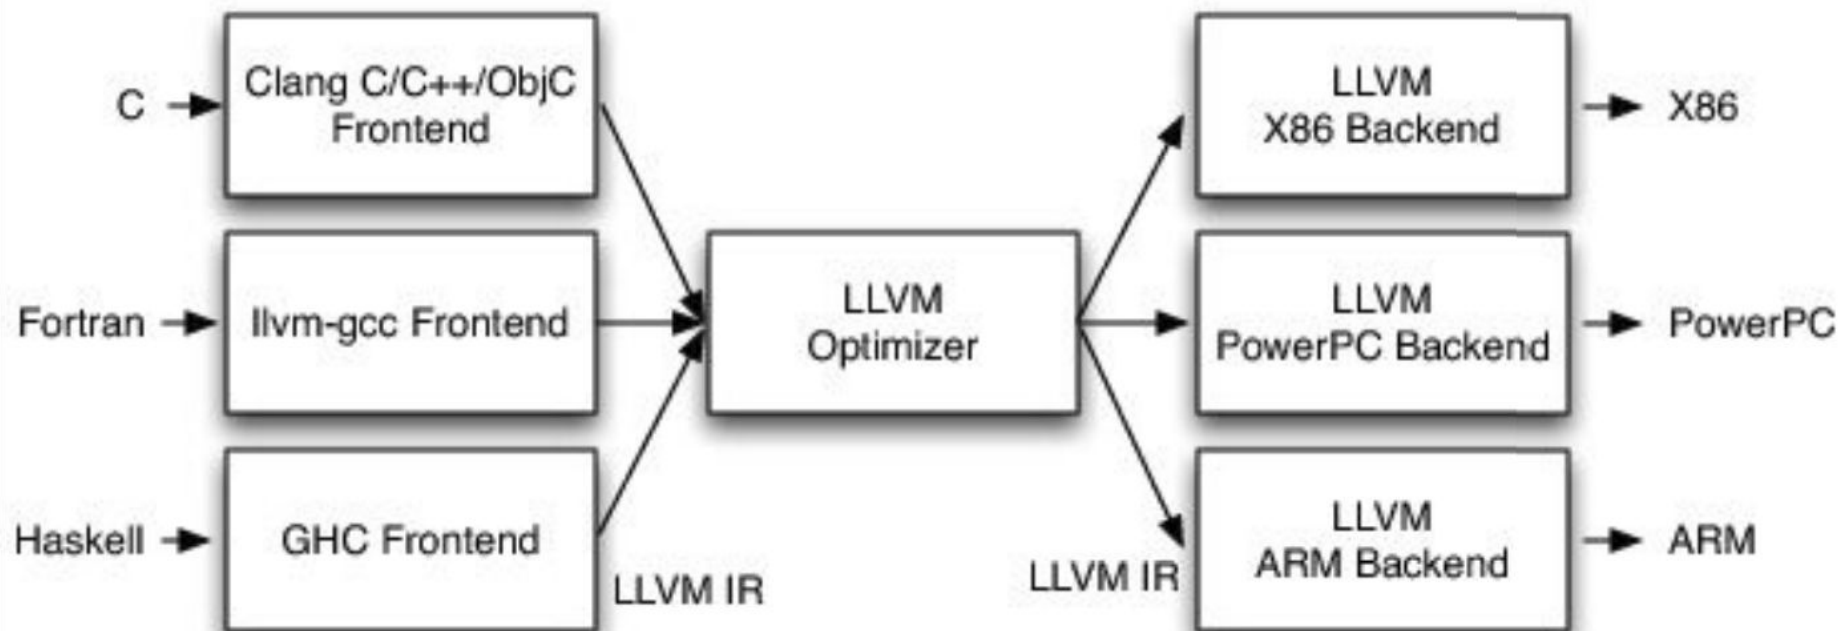 C
Clang C/C++/ObjC
Frontend
LLVM
X86 Backend
X86
Fortran
llvm-gcc Frontend
LLVM
Optimizer
LLVM
PowerPC Backend
PowerPC
Haskell
GHC Frontend
LLVM IR
LLVM IR
LLVM
ARM Backend
ARM